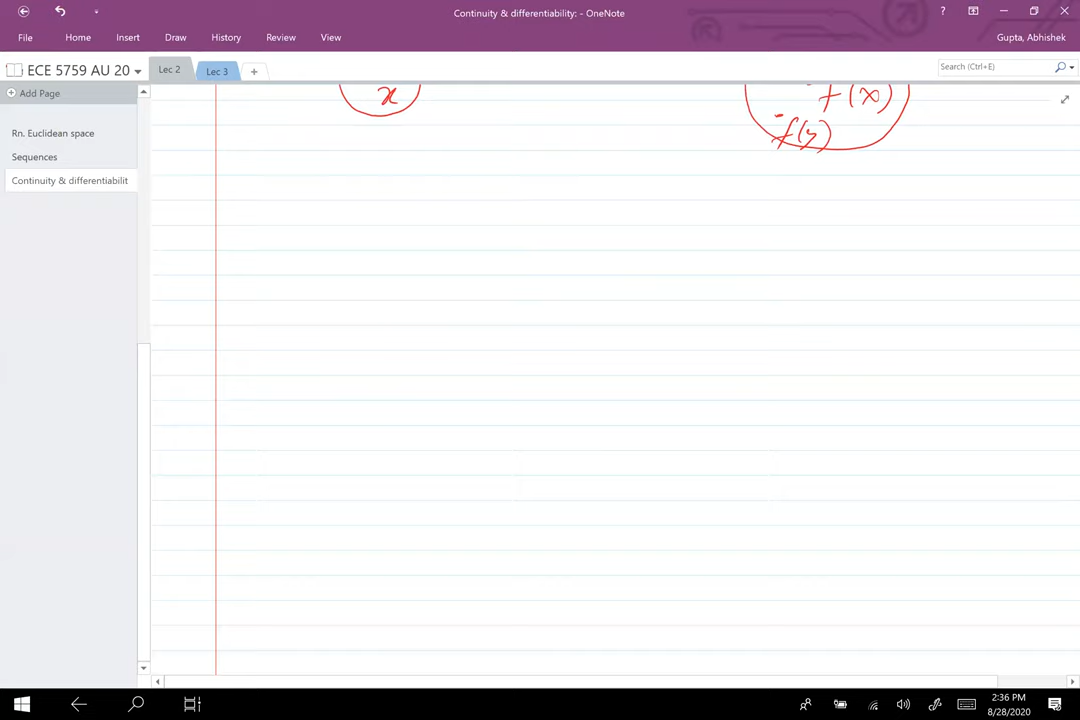 Continuity & differentiability: - OneNote
File Home Insert Draw History Review View Gupta, Abhishek
ECE 5759 AU 20 Lec 2 Lec 3 + Search (Ctrl+E)
Add Page
Rn. Euclidean space
Sequences
Continuity & differentiabilit
x f(x)
f(y)
2:36 PM
8/28/2020